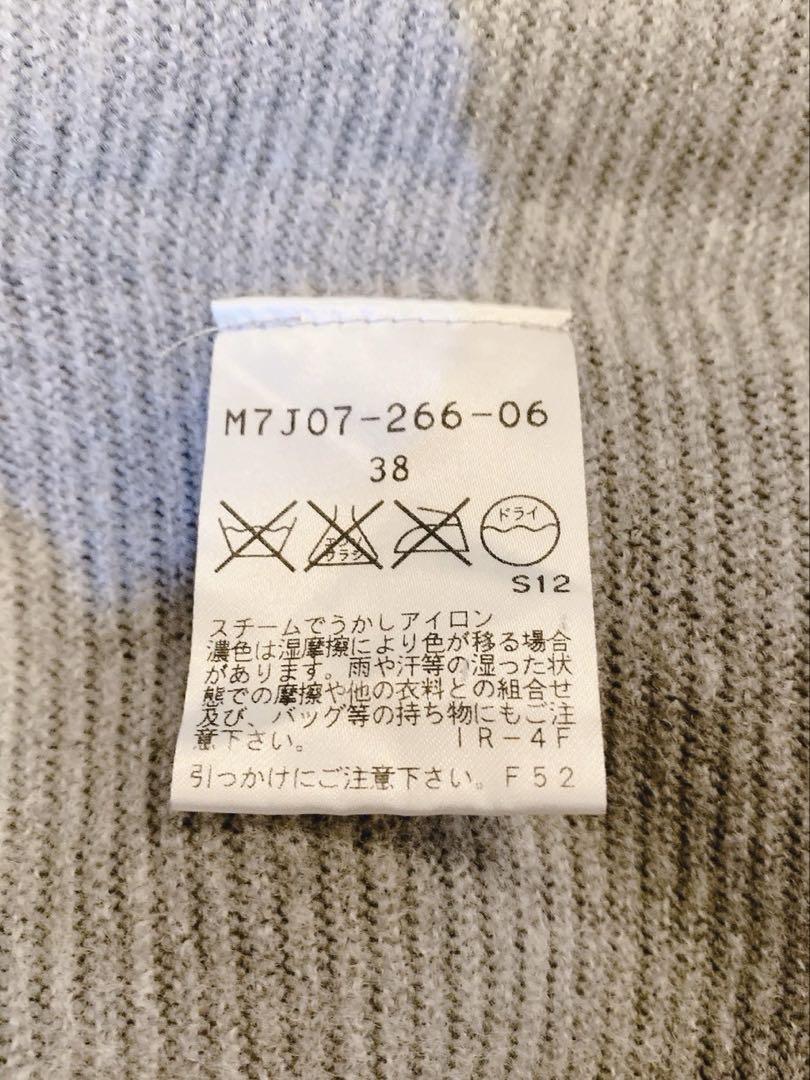 M7J07-266-06
38
エンソ
サラシ
ドライ
S12
スチームでうかしアイロン
濃色は湿摩擦により色が移る場合
があります。雨や汗等の湿った状
態での摩擦や他の衣料との組合せ
及び、バッグ等の持ち物にもご注
意下さい。 IR-4F
引つかけにご注意下さい。F52